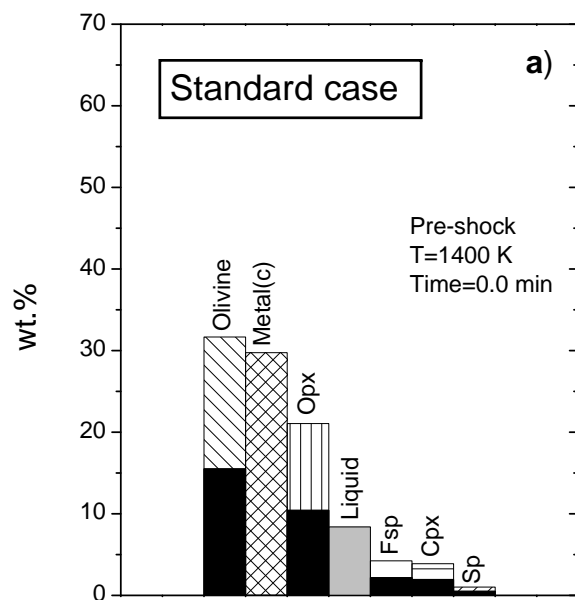 a)
Standard case
Pre-shock
T=1400 K
Time=0.0 min
wt.%
70
60
50
40
30
20
10
0
Olivine
Metal(c)
Opx
Liquid
Fsp
Cpx
Sp